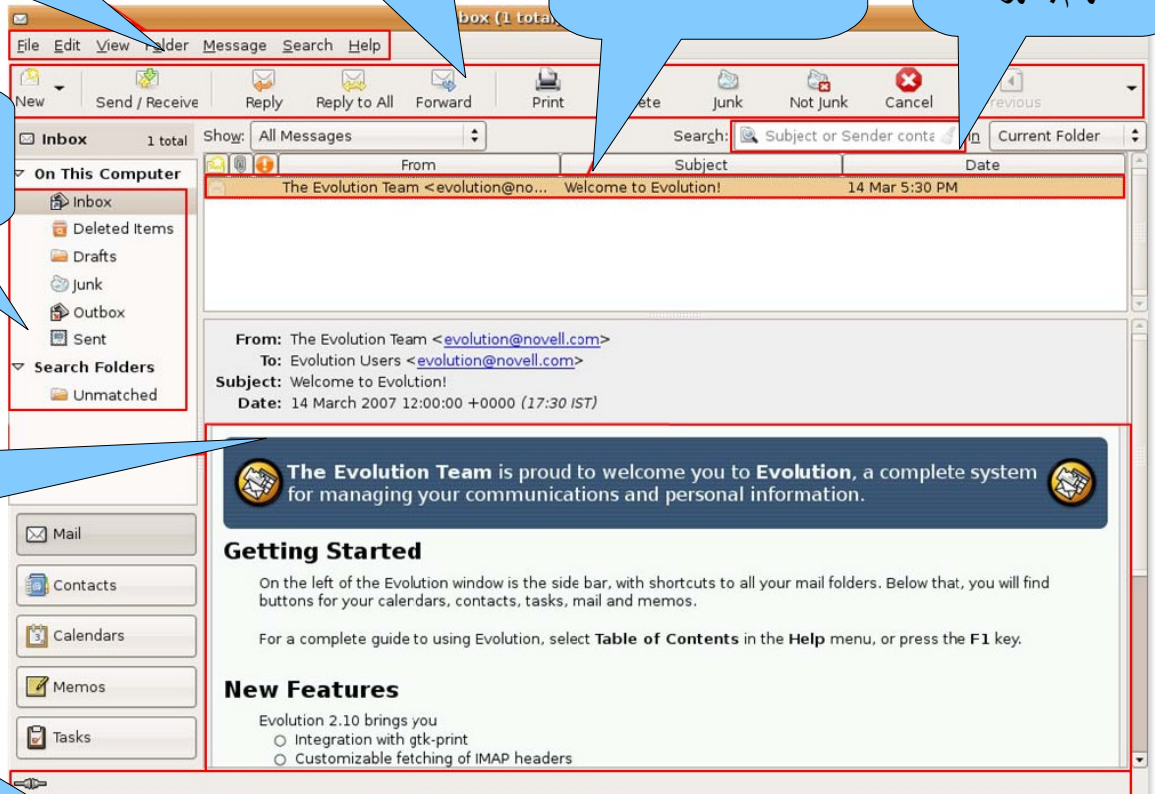 box (1 total
File Edit View Folder Message Search Help
New Send / Receive Reply Reply to All Forward Print Junk Not Junk Cancel Previous
Inbox 1 total
Show: All Messages Search: Subject or Sender conta in Current Folder
From Subject Date
The Evolution Team <evolution@no... Welcome to Evolution! 14 Mar 5:30 PM
On This Computer
Inbox
Deleted Items
Drafts
Junk
Outbox
Sent
Search Folders
Unmatched
From: The Evolution Team <evolution@novell.com>
To: Evolution Users <evolution@novell.com>
Subject: Welcome to Evolution!
Date: 14 March 2007 12:00:00 +0000 (17:30 IST)
The Evolution Team is proud to welcome you to Evolution, a complete system
for managing your communications and personal information.
Getting Started
On the left of the Evolution window is the side bar, with shortcuts to all your mail folders. Below that, you will find
buttons for your calendars, contacts, tasks, mail and memos.
For a complete guide to using Evolution, select Table of Contents in the Help menu, or press the F1 key.
New Features
Evolution 2.10 brings you
Integration with gtk-print
Customizable fetching of IMAP headers
Mail
Contacts
Calendars
Memos
Tasks